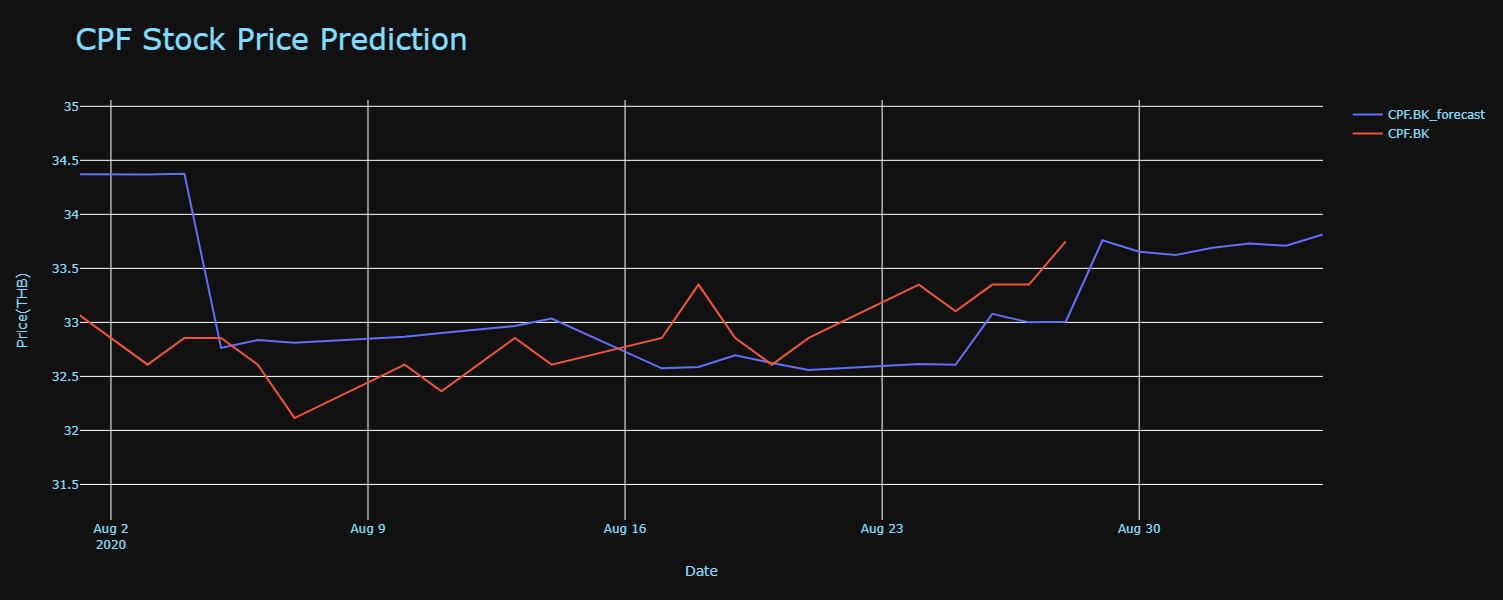 CPF Stock Price Prediction
CPF.BK_forecast
CPF.BK
Price(THB)
35
34.5
34
33.5
33
32.5
32
31.5
Aug 2
2020
Aug 9
Aug 16
Aug 23
Aug 30
Date